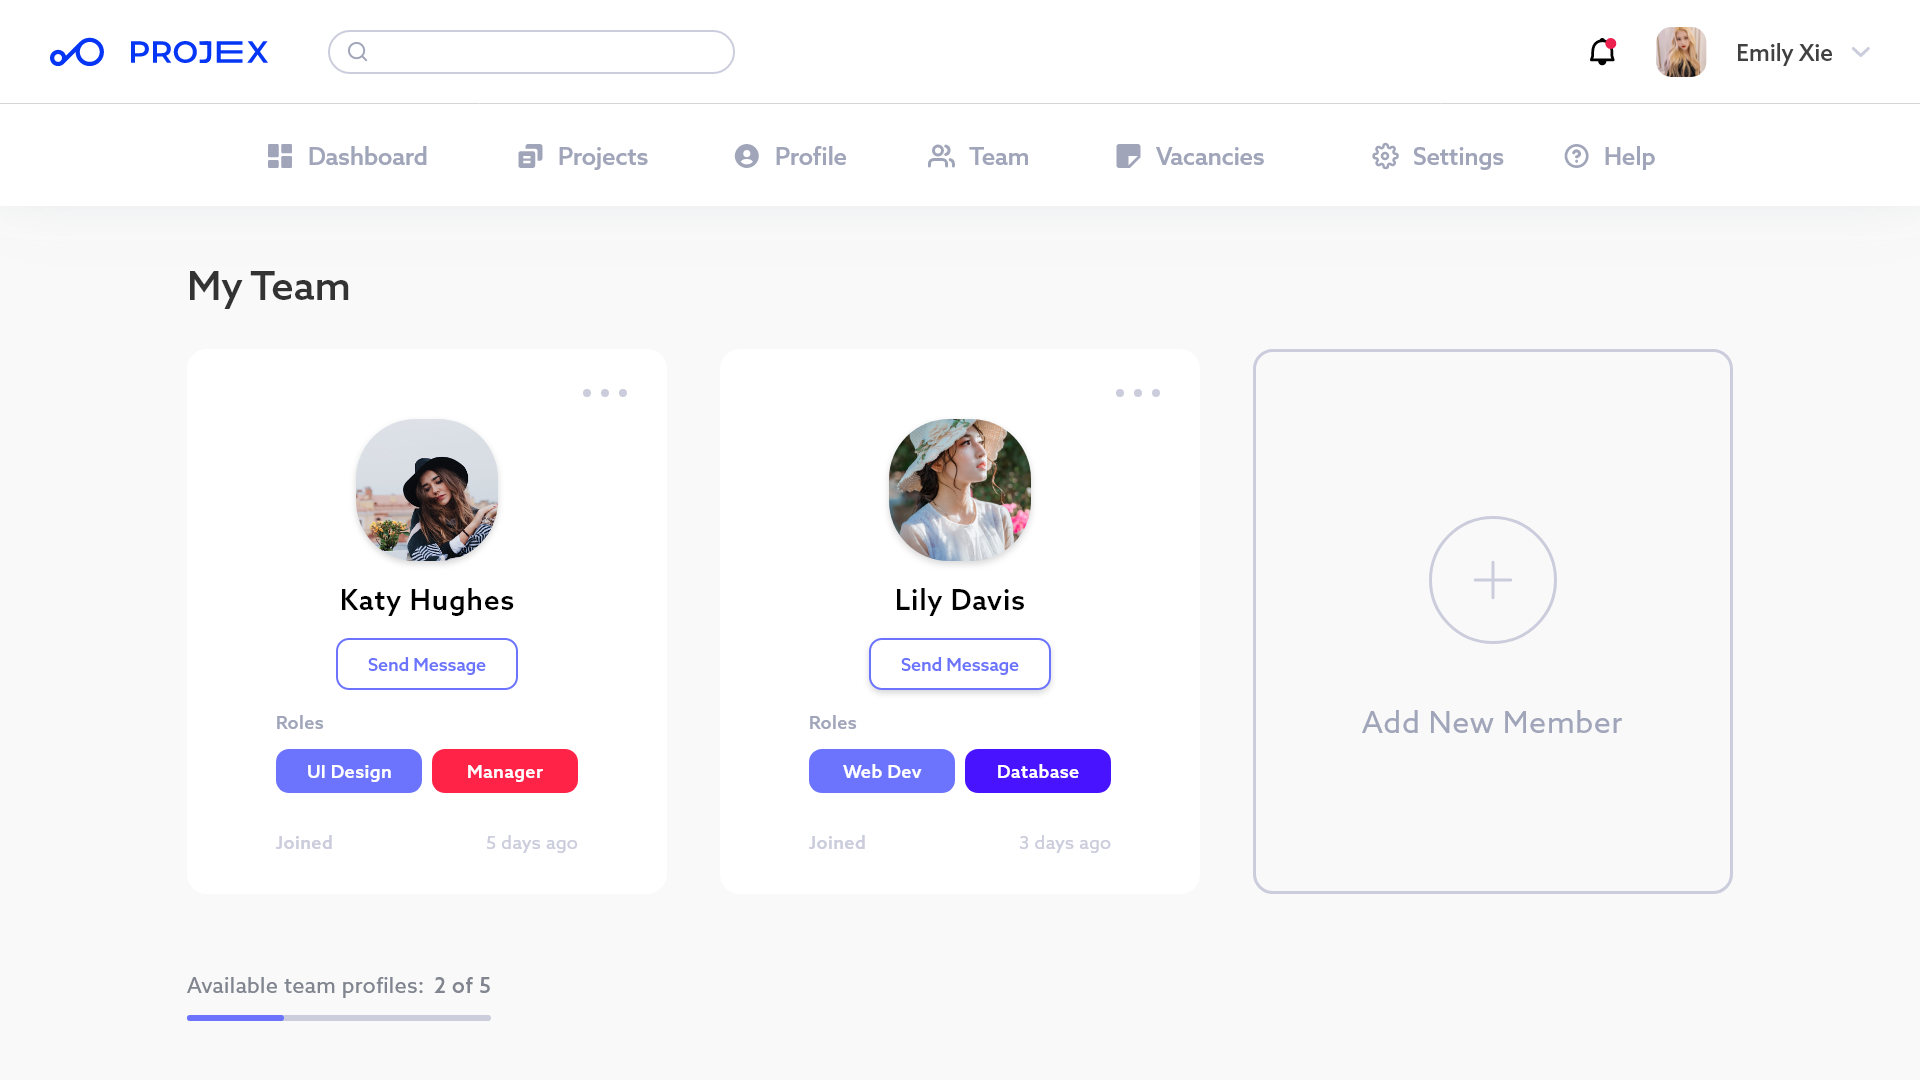 PROJEX
Emily Xie
Dashboard
Projects
Profile
Team
Vacancies
Settings
Help
My Team
Katy Hughes
Send Message
Roles
UI Design
Manager
Joined
5 days ago
Lily Davis
Send Message
Roles
Web Dev
Database
Joined
3 days ago
Add New Member
Available team profiles: 2 of 5